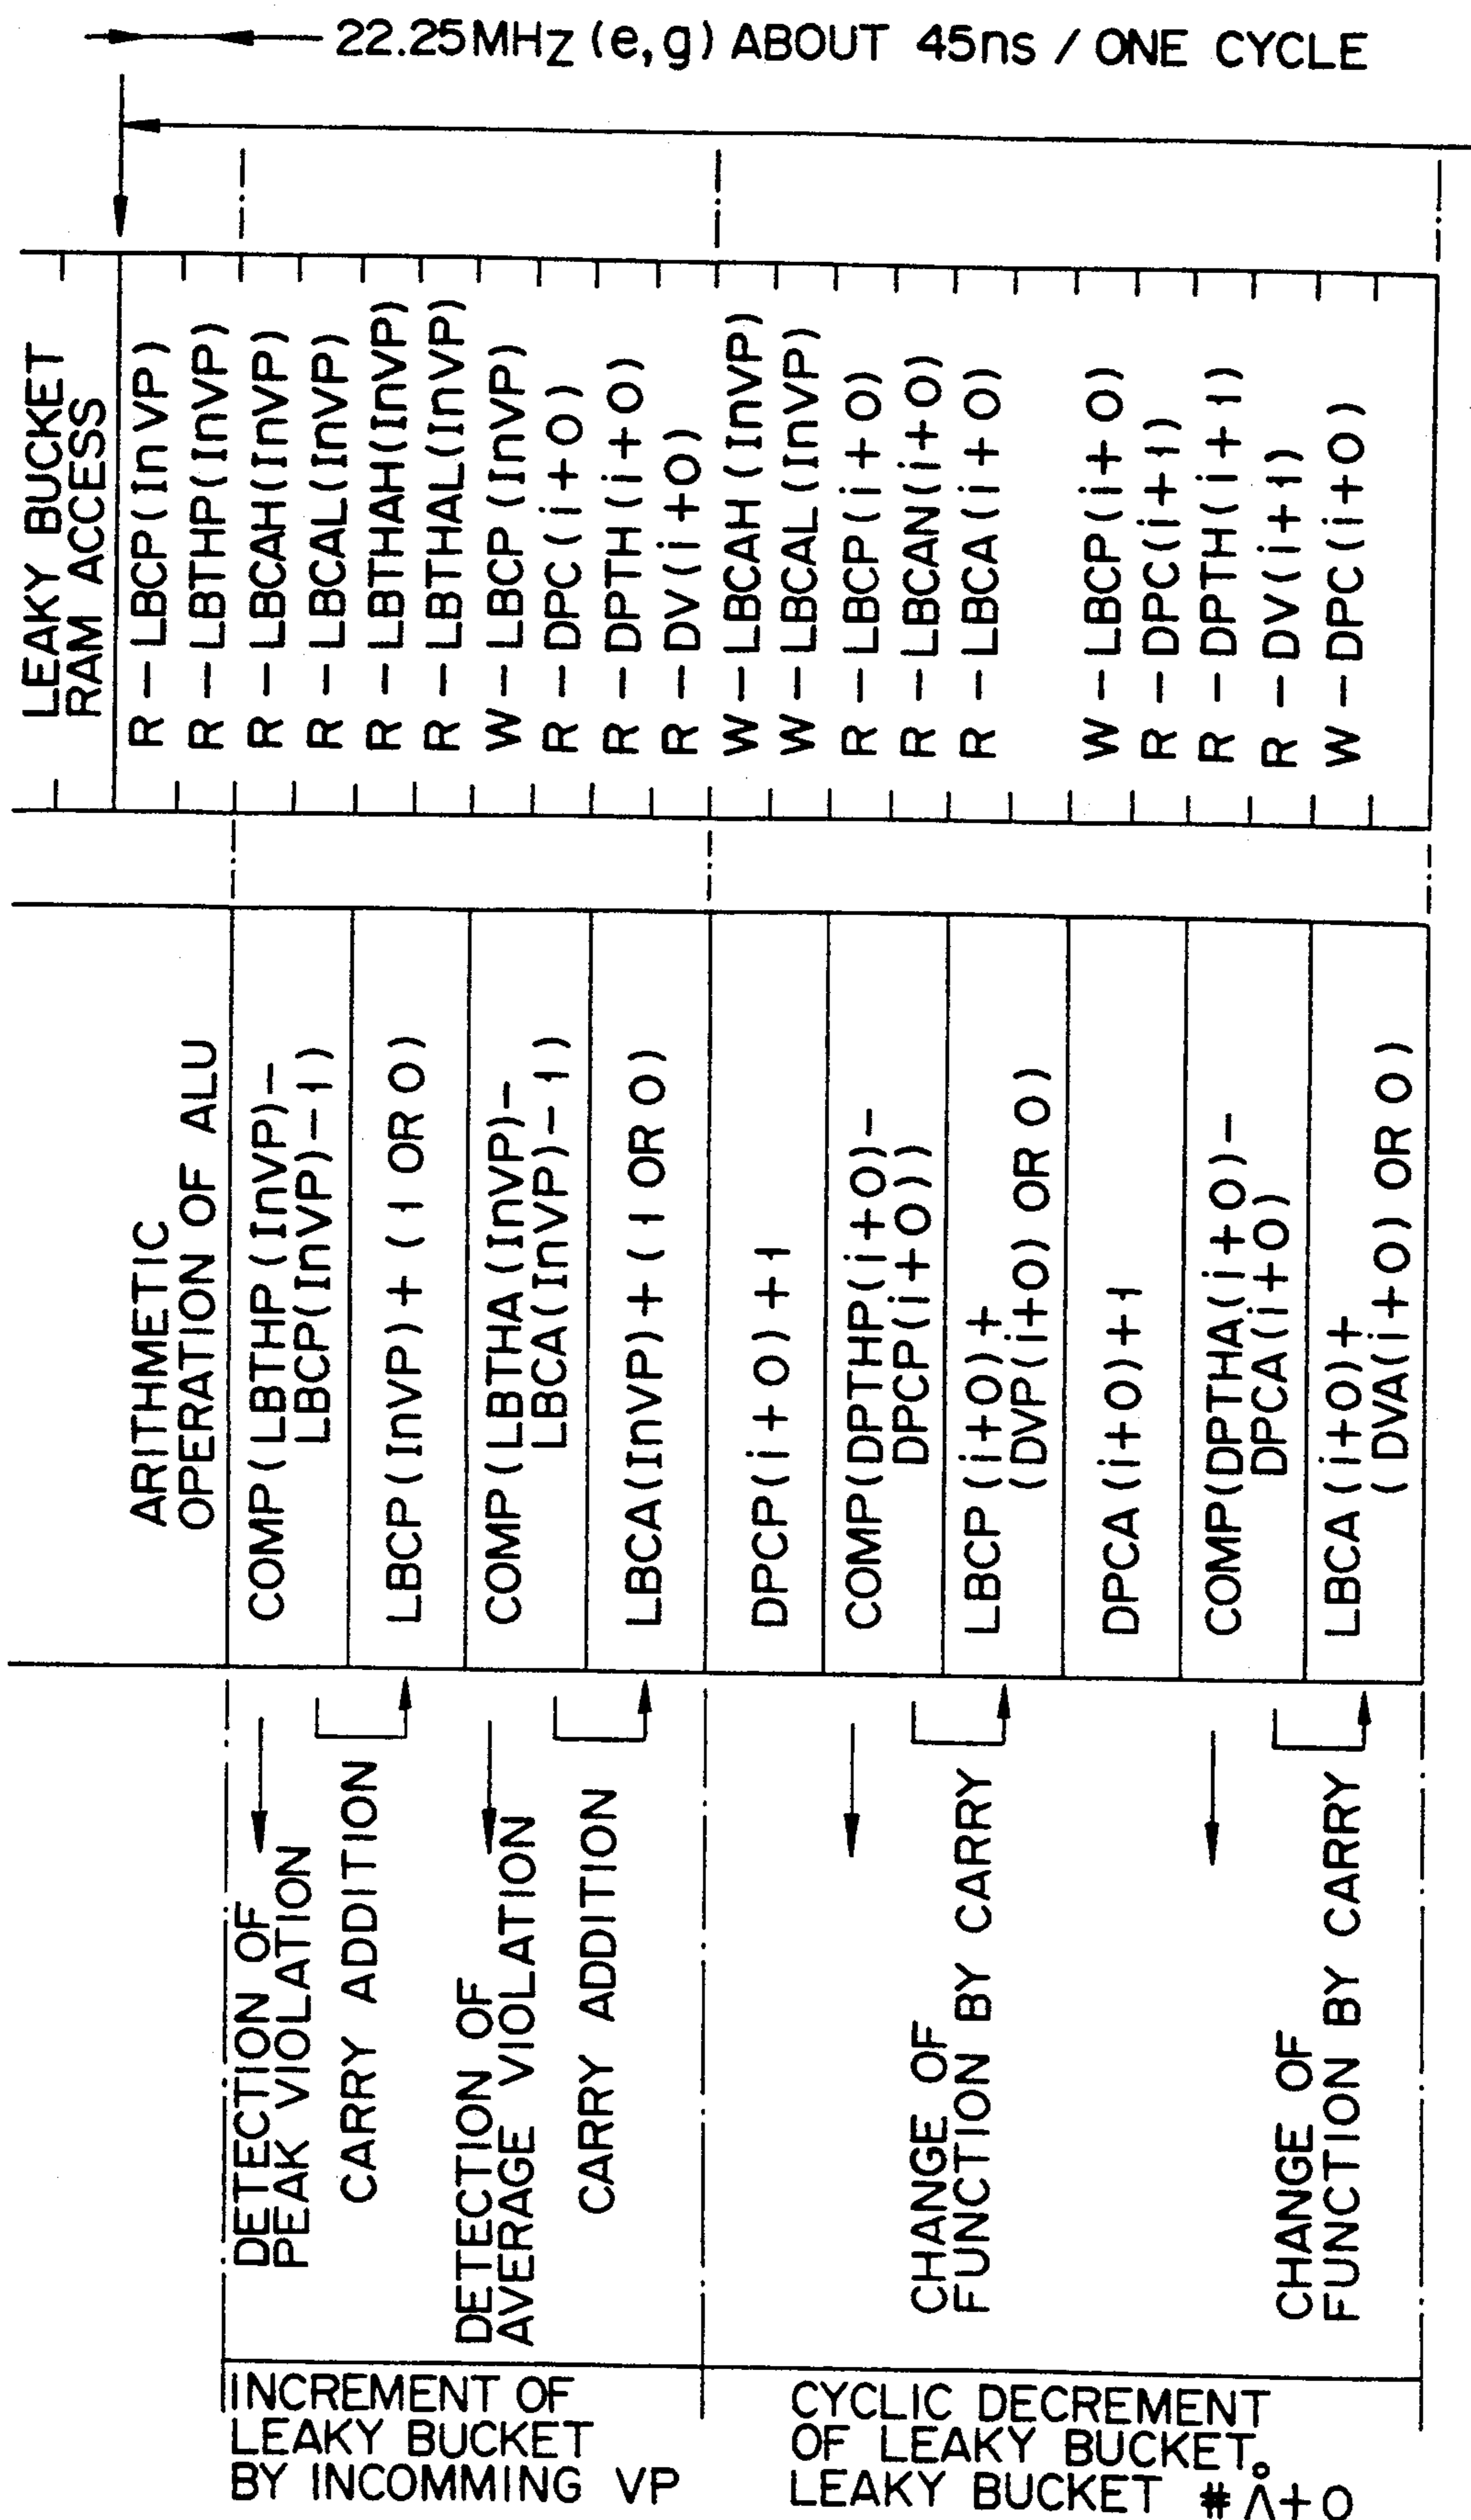 22.25MHz (e,g) ABOUT 45ns / ONE CYCLE
LEAKY BUCKET
RAM ACCESS
R – LBCP(InVP)
R – LBTHP(InVP)
R – LBCAH(InVP)
R – LBCAL(InVP)
R – LBTHAH(InVP)
R – LBTHAL(InVP)
W – LBCP (InVP)
R – DPC(i+0)
R – DPTH(i+0)
R – DV(i+0)
W – LBCAH (InVP)
W – LBCAL (InVP)
R – LBCP(i+0)
R – LBCAN(i+0)
R – LBCA(i+0)
W – LBCP(i+0)
R – DPC(i+1)
R – DPTH(i+1)
R – DV(i+1)
W – DPC(i+0)
ARITHMETIC
OPERATION OF ALU
COMP(LBTHP(InVP)–
LBCP(InVP)–1)
LBCP(InVP)+(1 OR 0)
COMP(LBTHA(InVP)–
LBCA(InVP)–1)
LBCA(InVP)+(1 OR 0)
DPCP(i+0)+1
COMP(DPTHP(i+0)–
DPCP(i+0))
LBCP(i+0)+
(DVP(i+0) OR 0)
DPCA(i+0)+1
COMP(DPTHA(i+0)–
DPCA(i+0)
LBCA(i+0)+
(DVA(i+0) OR 0)
DETECTION OF
PEAK VIOLATION
CARRY ADDITION
DETECTION OF
AVERAGE VIOLATION
CARRY ADDITION
CHANGE OF
FUNCTION BY CARRY
CHANGE OF
FUNCTION BY CARRY
INCREMENT OF
LEAKY BUCKET
BY INCOMMING VP
CYCLIC DECREMENT
OF LEAKY BUCKET.
LEAKY BUCKET #i+0